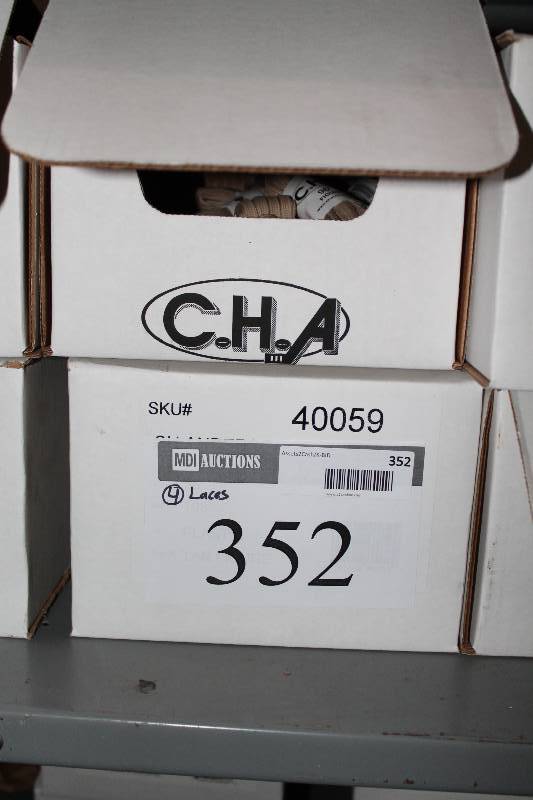 C.H.A
SKU# 40059
MDI AUCTIONS
352
④ Laces
352